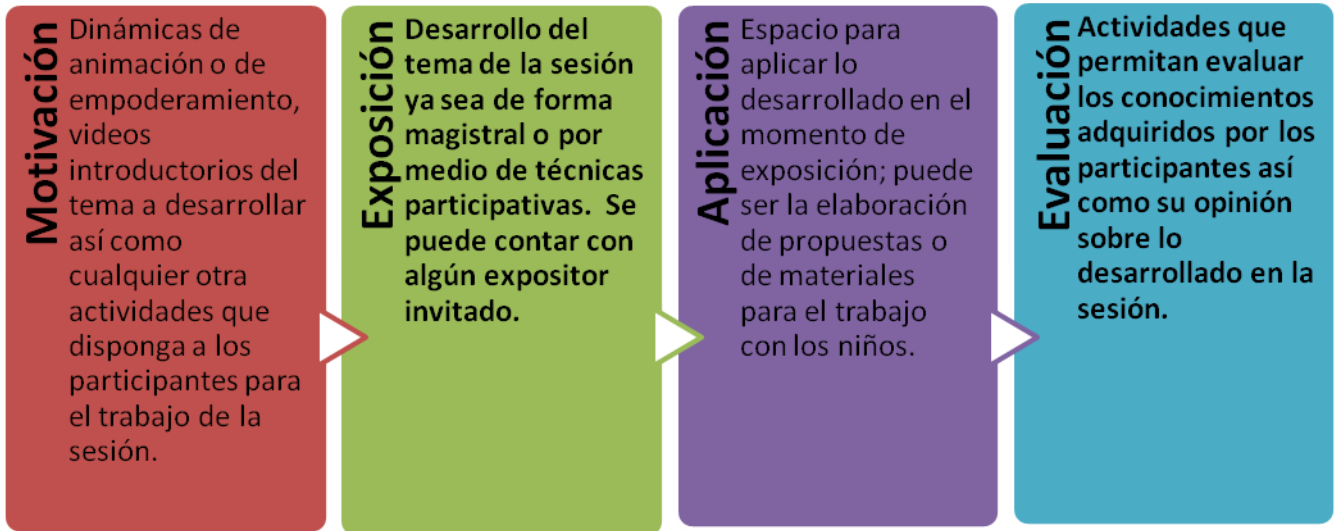 Motivación
Dinámicas de
animación o de
empoderamiento,
videos
introductorios del
tema a desarrollar
así como
cualquier otra
actividades que
disponga a los
participantes para
el trabajo de la
sesión.
Exposición
Desarrollo del
tema de la sesión
ya sea de forma
magistral o por
medio de técnicas
participativas.  Se
puede contar con
algún expositor
invitado.
Aplicación
Espacio para
aplicar lo
desarrollado en el
momento de
exposición; puede
ser la elaboración
de propuestas o
de materiales
para el trabajo
con los niños.
Evaluación
Actividades que
permitan evaluar
los conocimientos
adquiridos por los
participantes así
como su opinión
sobre lo
desarrollado en la
sesión.